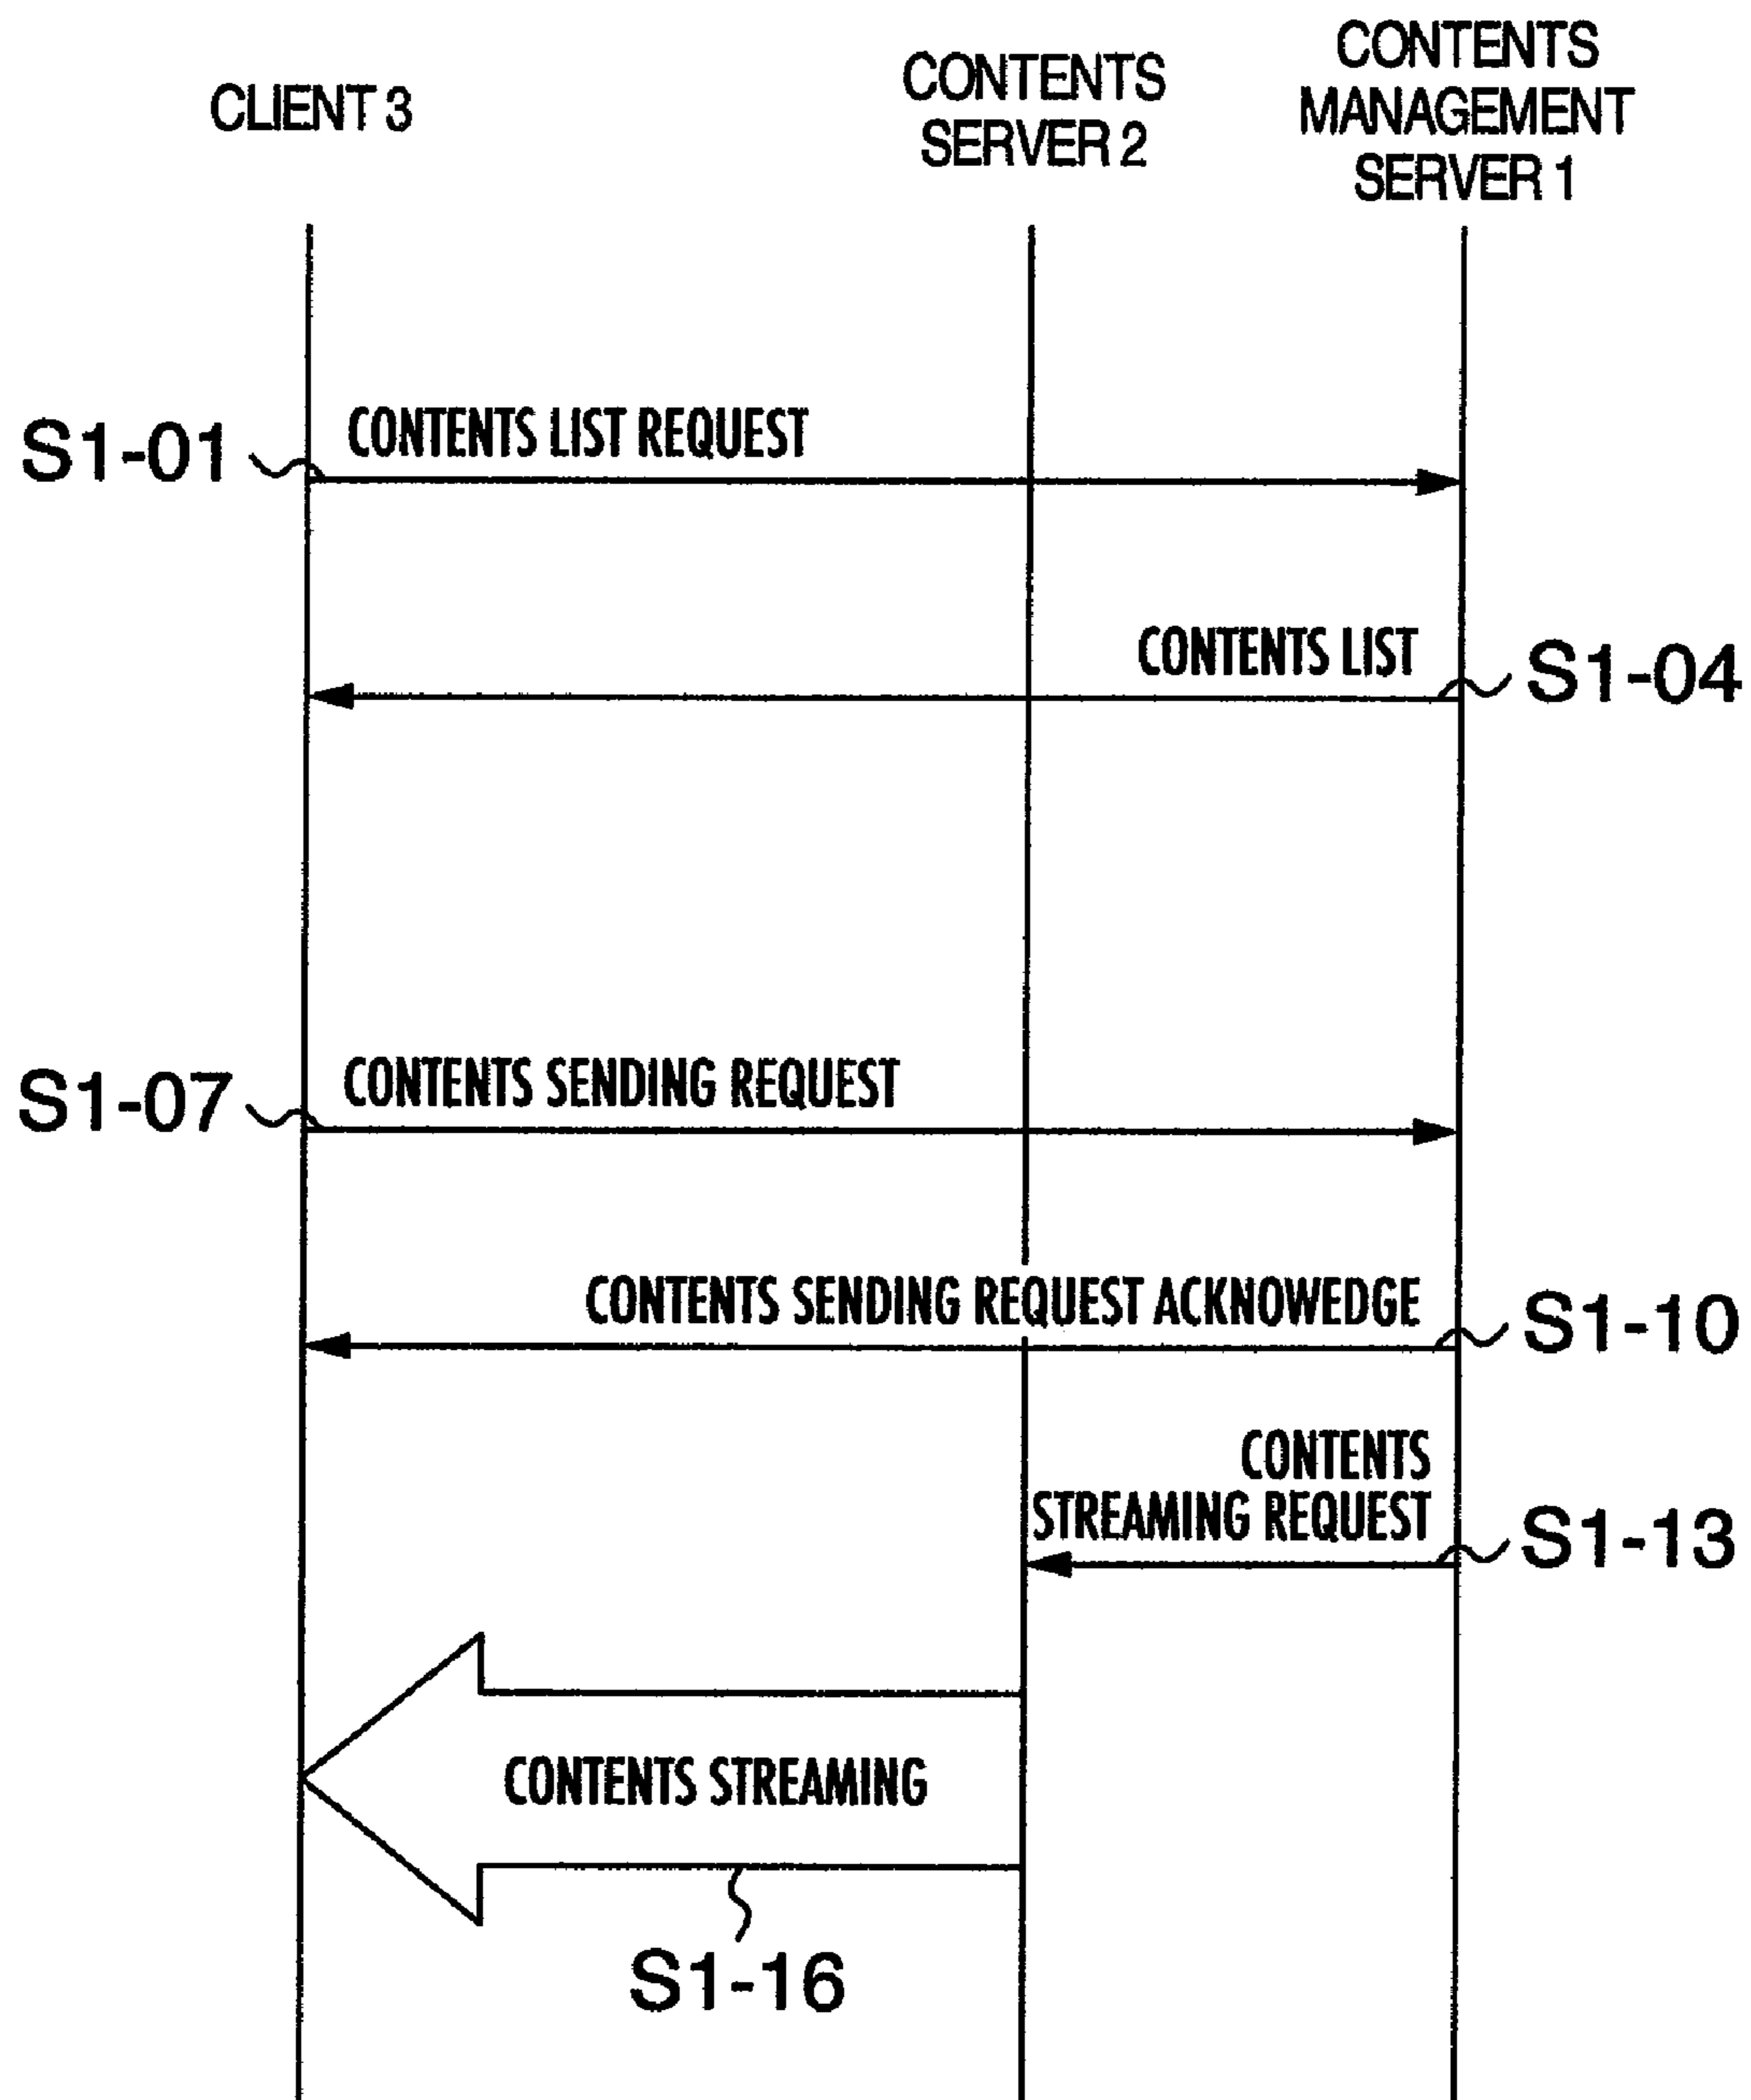 CLIENT 3
CONTENTS
SERVER 2
CONTENTS
MANAGEMENT
SERVER 1
S1-01
CONTENTS LIST REQUEST
CONTENTS LIST
S1-04
S1-07
CONTENTS SENDING REQUEST
CONTENTS SENDING REQUEST ACKNOWEDGE
S1-10
CONTENTS
STREAMING REQUEST
S1-13
CONTENTS STREAMING
S1-16